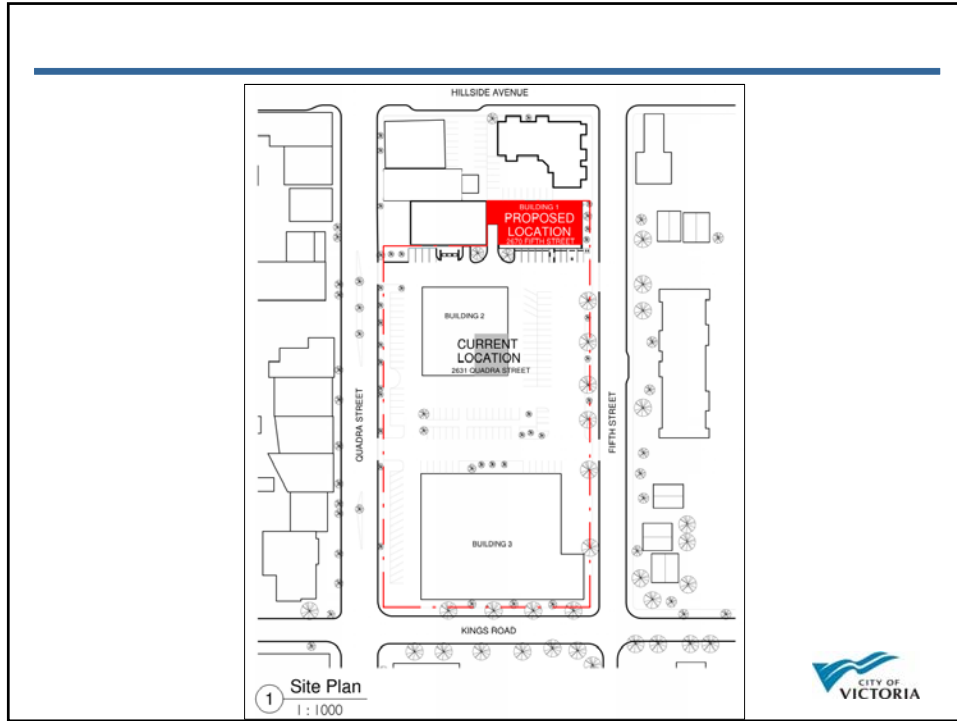 HILLSIDE AVENUE
BUILDING 1
PROPOSED
LOCATION
2670 FIFTH STREET
BUILDING 2
CURRENT
LOCATION
2631 QUADRA STREET
QUADRA STREET
FIFTH STREET
BUILDING 3
KINGS ROAD
1 Site Plan
1 : 1000
CITY OF
VICTORIA